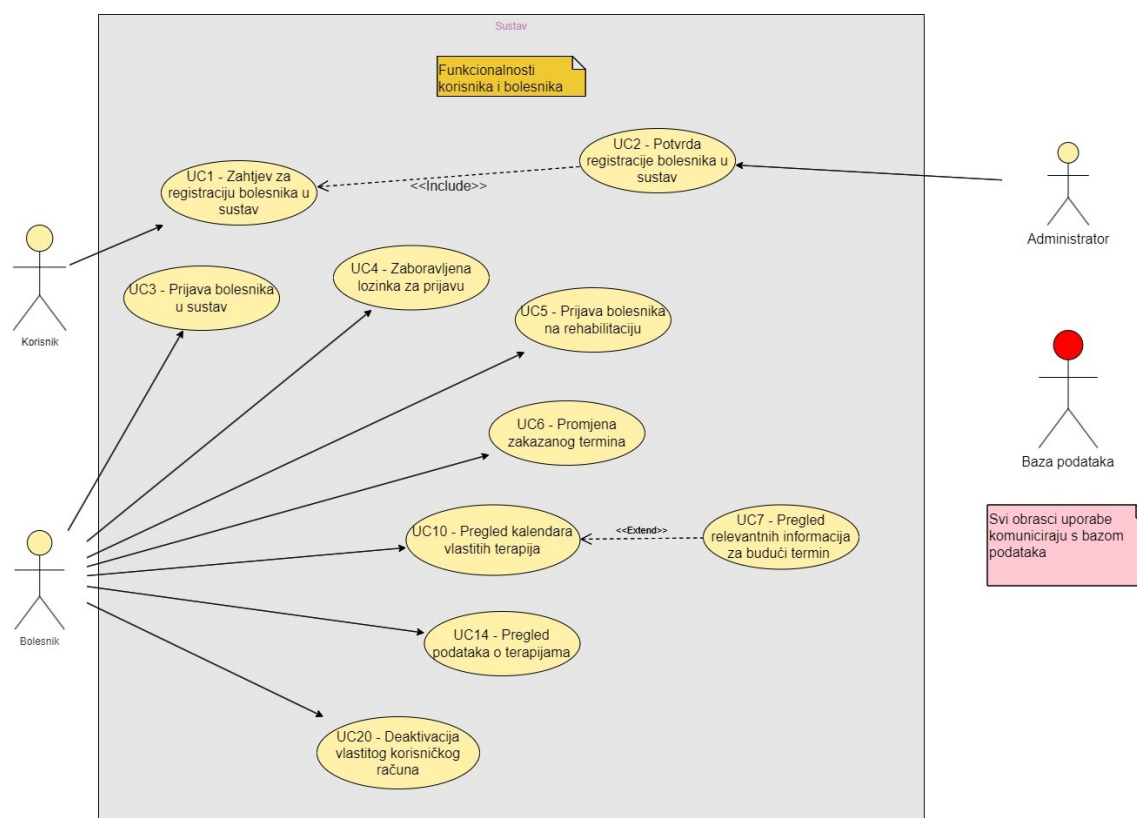 Sustav
Funkcionalnosti
korisnika i bolesnika
UC1 - Zahtjev za
registraciju bolesnika u
sustav
<<Include>>
UC2 - Potvrda
registracije bolesnika u
sustav
Administrator
Korisnik
UC3 - Prijava bolesnika
u sustav
UC4 - Zaboravljena
lozinka za prijavu
UC5 - Prijava bolesnika
na rehabilitaciju
UC6 - Promjena
zakazanog termina
Baza podataka
Svi obrasci uporabe
komuniciraju s bazom
podataka
UC10 - Pregled kalendara
vlastitih terapija
<<Extend>>
UC7 - Pregled
relevantnih informacija
za budući termin
Bolesnik
UC14 - Pregled
podataka o terapijama
UC20 - Deaktivacija
vlastitog korisničkog
računa